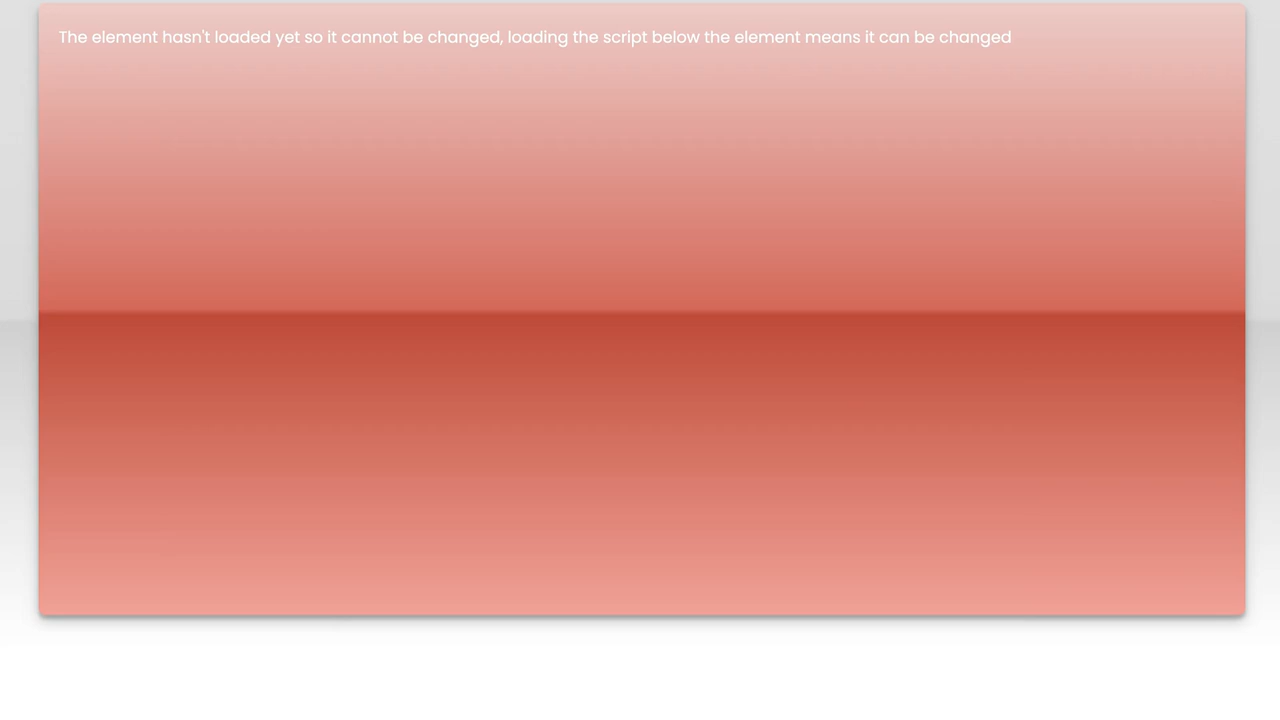 The element hasn't loaded yet so it cannot be changed, loading the script below the element means it can be changed